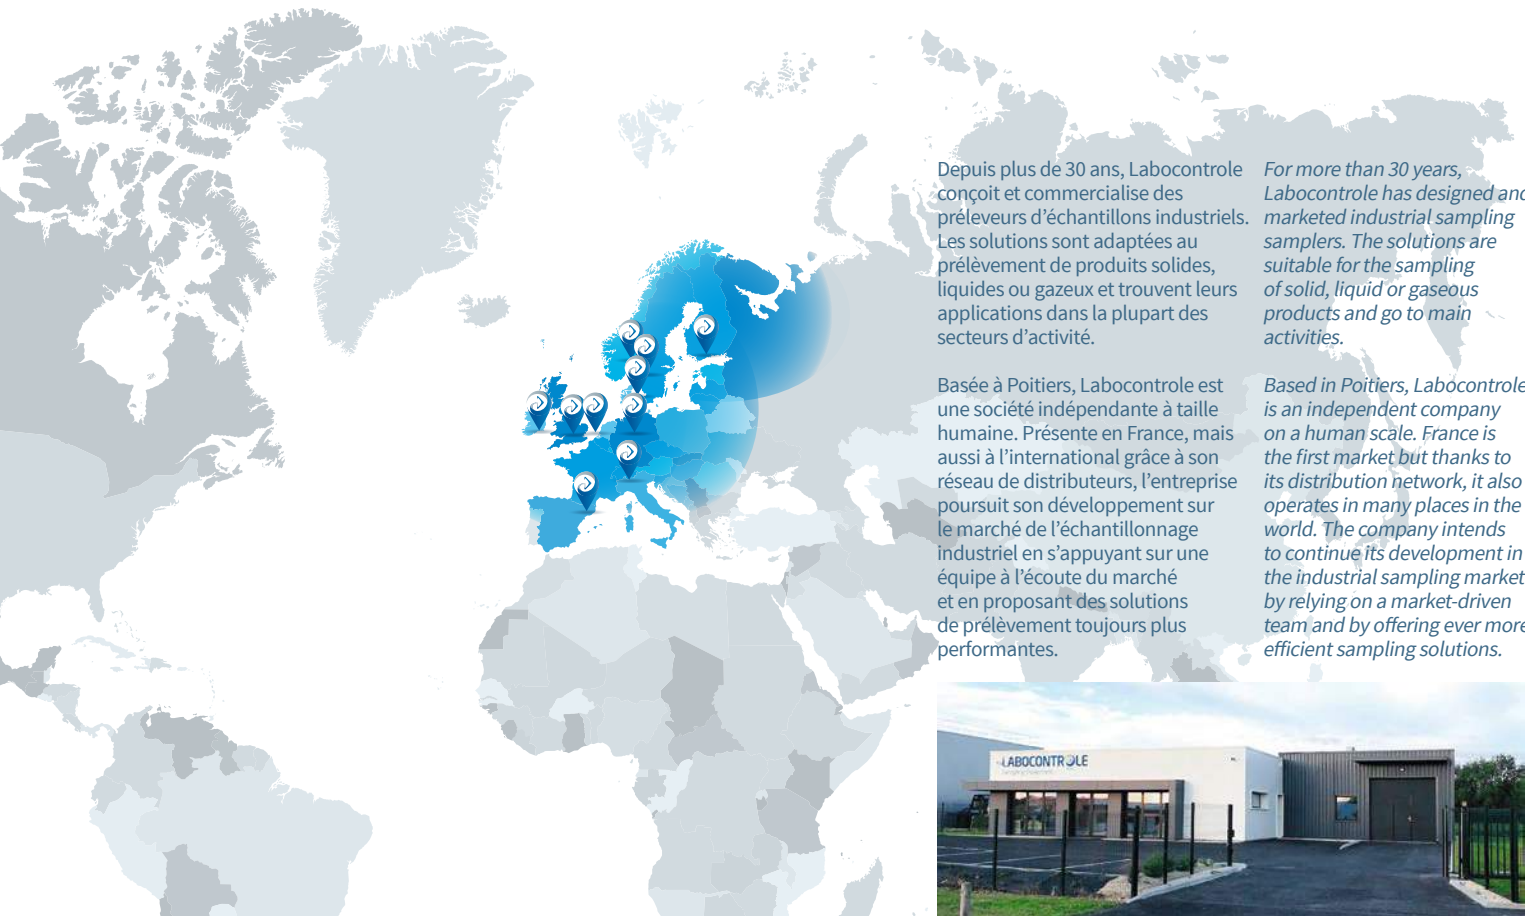 Depuis plus de 30 ans, Labocontrole
conçoit et commercialise des
préleveurs d’échantillons industriels.
Les solutions sont adaptées au
prélèvement de produits solides,
liquides ou gazeux et trouvent leurs
applications dans la plupart des
secteurs d’activité.
Basée à Poitiers, Labocontrole est
une société indépendante à taille
humaine. Présente en France, mais
aussi à l’international grâce à son
réseau de distributeurs, l’entreprise
poursuit son développement sur
le marché de l’échantillonnage
industriel en s’appuyant sur une
équipe à l’écoute du marché
et en proposant des solutions
de prélèvement toujours plus
performantes.
For more than 30 years,
Labocontrole has designed and
marketed industrial sampling
samplers. The solutions are
suitable for the sampling
of solid, liquid or gaseous
products and go to main
activities.
Based in Poitiers, Labocontrole
is an independent company
on a human scale. France is
the first market but thanks to
its distribution network, it also
operates in many places in the
world. The company intends
to continue its development in
the industrial sampling market
by relying on a market-driven
team and by offering ever more
efficient sampling solutions.
LABOCONTROLE